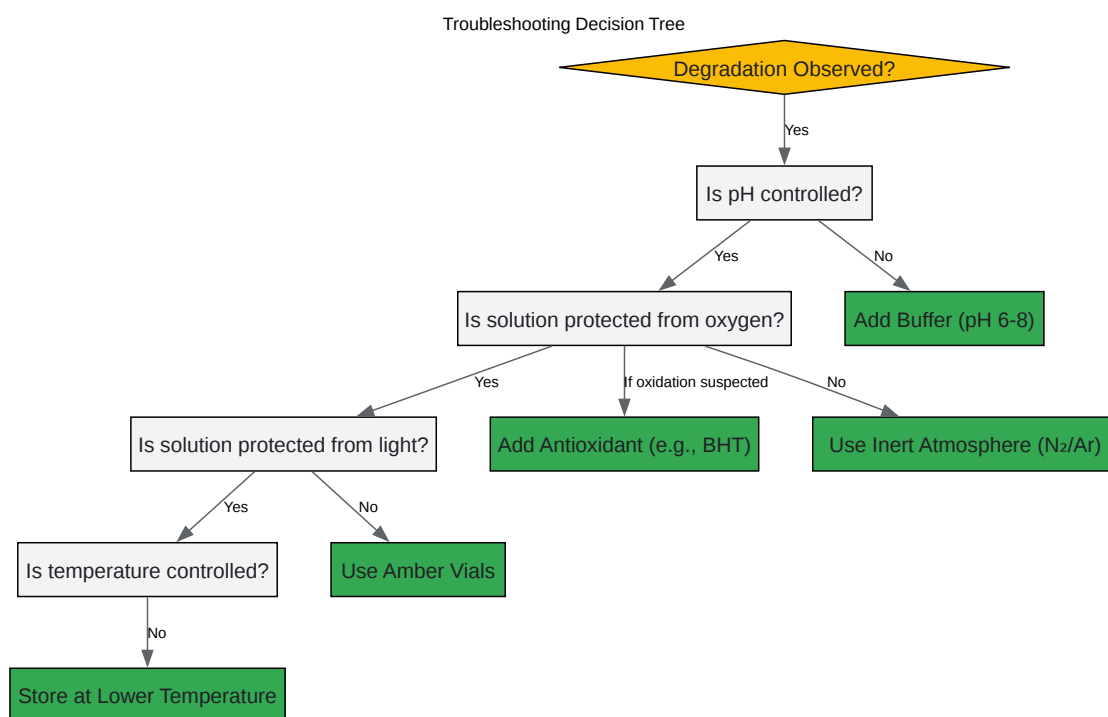 Troubleshooting Decision Tree
Degradation Observed?
Yes
Is pH controlled?
Yes
No
Is solution protected from oxygen?
Add Buffer (pH 6-8)
Yes
If oxidation suspected
No
Is solution protected from light?
Add Antioxidant (e.g., BHT)
Use Inert Atmosphere (N₂/Ar)
Yes
No
Is temperature controlled?
Use Amber Vials
No
Store at Lower Temperature